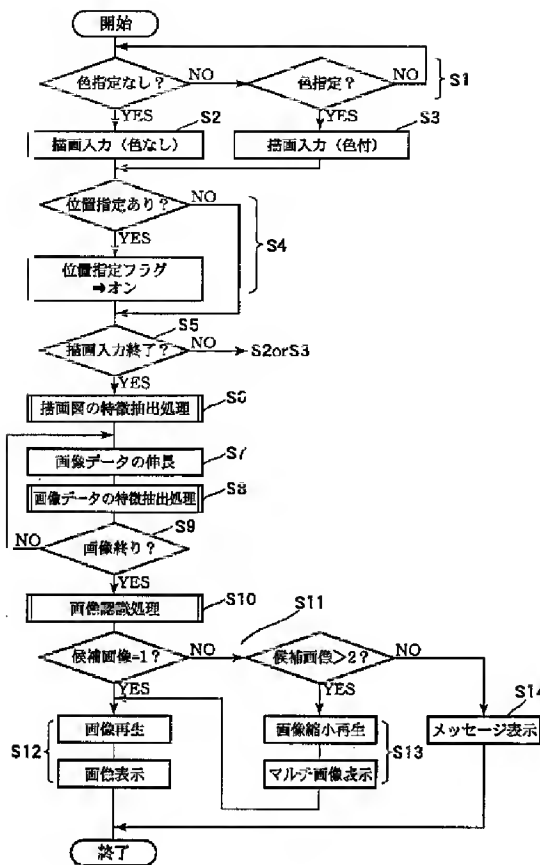 開始
色指定なし？
NO
色指定？
NO
S1
YES
S2
YES
S3
描画入力（色なし）
描画入力（色付）
位置指定あり？
NO
YES
S4
位置指定フラグ
➔オン
S5
描画入力終了？
NO
S2orS3
YES
描画図の特徴抽出処理
S6
画像データの伸長
S7
画像データの特徴抽出処理
S8
S9
NO
画像終り？
YES
画像認識処理
S10
S11
候補画像=1？
NO
候補画像>2？
NO
YES
YES
S14
S12
画像再生
画像縮小再生
S13
メッセージ表示
画像表示
マルチ画像表示
終了